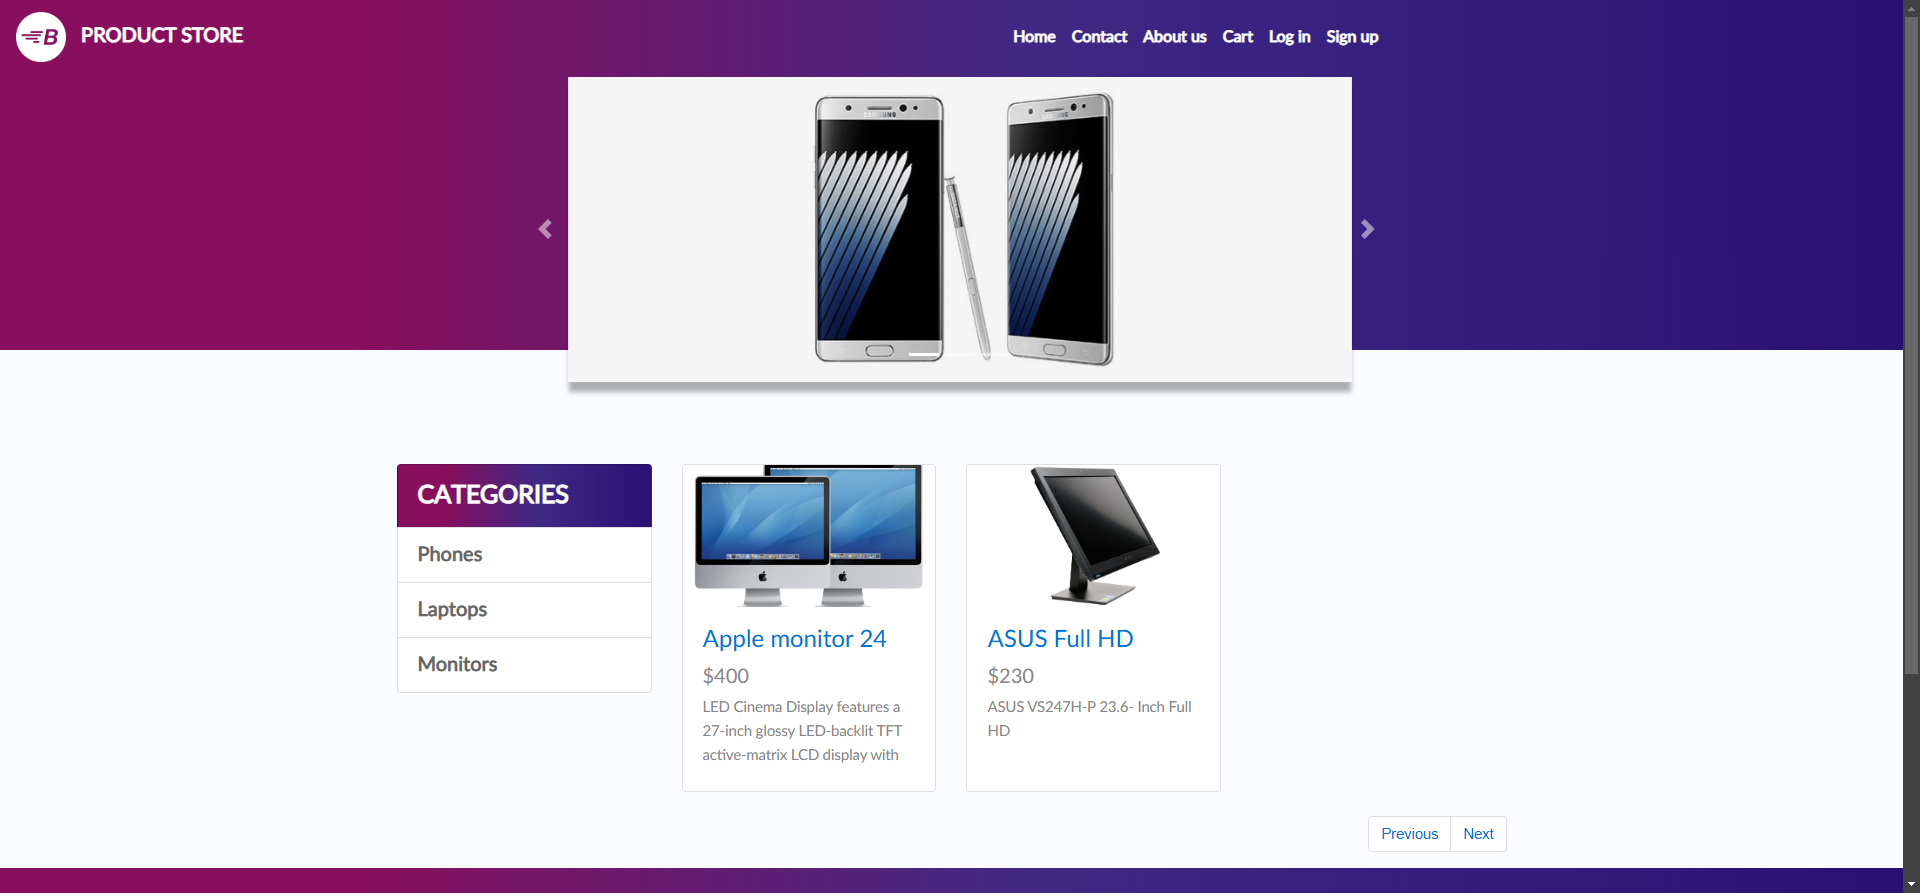 B PRODUCT STORE
Home Contact About us Cart Log in Sign up
SAMSUNG SAMSUNG
CATEGORIES
Phones
Laptops
Monitors
Apple monitor 24
$400
LED Cinema Display features a
27-inch glossy LED-backlit TFT
active-matrix LCD display with
ASUS Full HD
$230
ASUS VS247H-P 23.6- Inch Full
HD
Previous Next